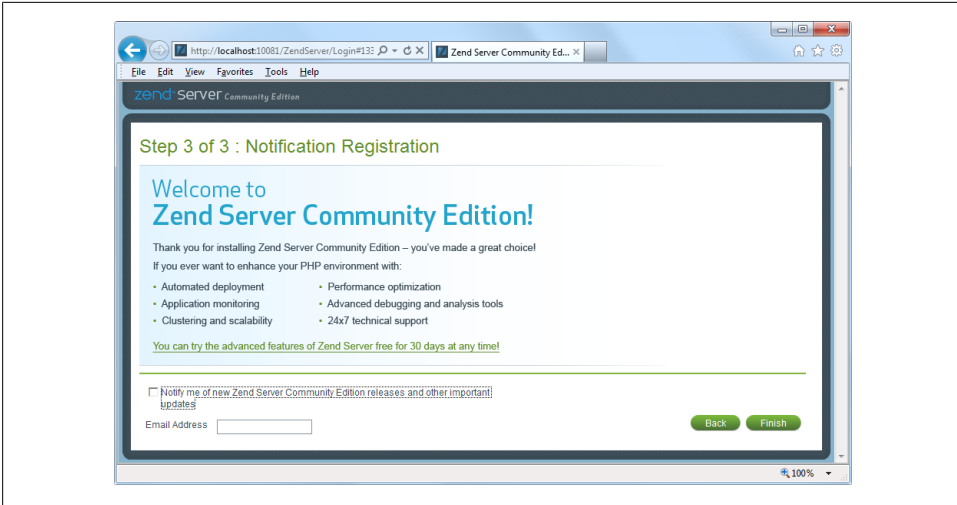 http://localhost:10081/ZendServer/Login#133
Zend Server Community Ed...
File Edit View Favorites Tools Help
zend server Community Edition
Step 3 of 3 : Notification Registration
Welcome to
Zend Server Community Edition!
Thank you for installing Zend Server Community Edition – you've made a great choice!
If you ever want to enhance your PHP environment with:
• Automated deployment • Performance optimization
• Application monitoring • Advanced debugging and analysis tools
• Clustering and scalability • 24x7 technical support
You can try the advanced features of Zend Server free for 30 days at any time!
Notify me of new Zend Server Community Edition releases and other important
updates
Email Address Back Finish
100%